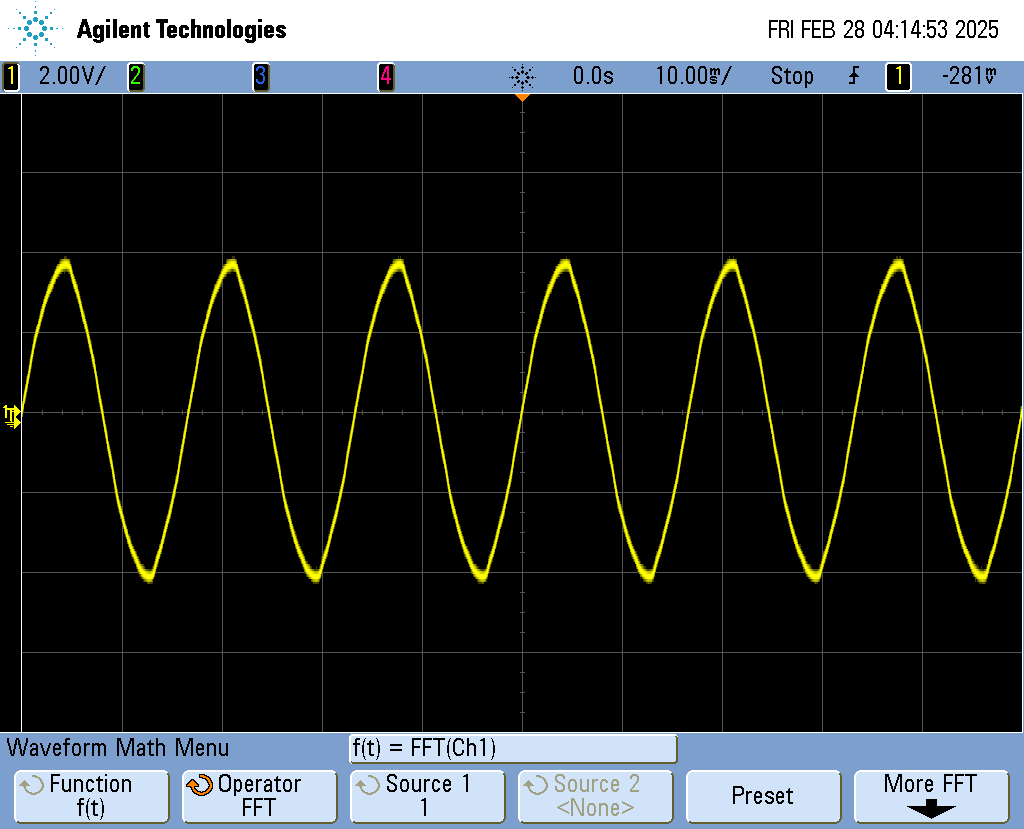 Agilent Technologies
FRI FEB 28 04:14:53 2025
1 2.00V/ 2 3 4 0.0s 10.00ms/ Stop 1 -281mV
T
Waveform Math Menu
f(t) = FFT(Ch1)
Function
f(t)
Operator
FFT
Source 1
1
Source 2
<None>
Preset
More FFT